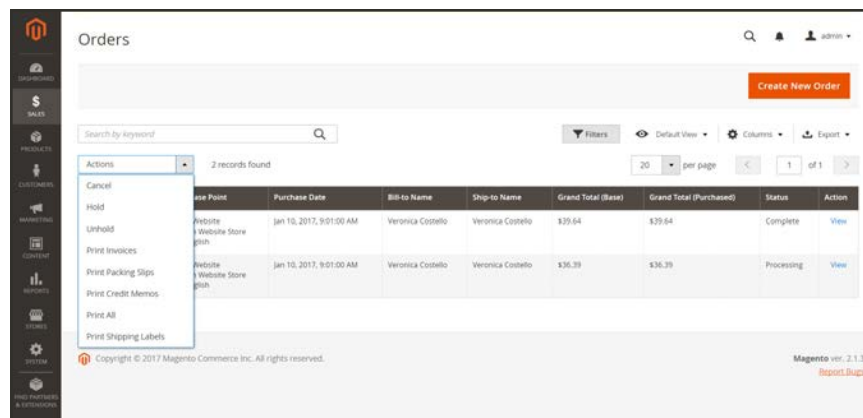 Orders
admin
DASHBOARD
SALES
PRODUCTS
CUSTOMERS
MARKETING
CONTENT
REPORTS
STORES
SYSTEM
FIND PARTNERS
& EXTENSIONS
Create New Order
Search by keyword
Filters
Default View
Columns
Export
Actions
2 records found
20
per page
1
of 1
Cancel
Hold
Unhold
Print Invoices
Print Packing Slips
Print Credit Memos
Print All
Print Shipping Labels
ase Point
Purchase Date
Bill-to Name
Ship-to Name
Grand Total (Base)
Grand Total (Purchased)
Status
Action
Website
Website Store
glish
Jan 10, 2017, 9:01:00 AM
Veronica Costello
Veronica Costello
$39.64
$39.64
Complete
View
Website
Website Store
glish
Jan 10, 2017, 9:01:00 AM
Veronica Costello
Veronica Costello
$36.39
$36.39
Processing
View
Copyright © 2017 Magento Commerce Inc. All rights reserved.
Magento ver. 2.1.3
Report Bugs